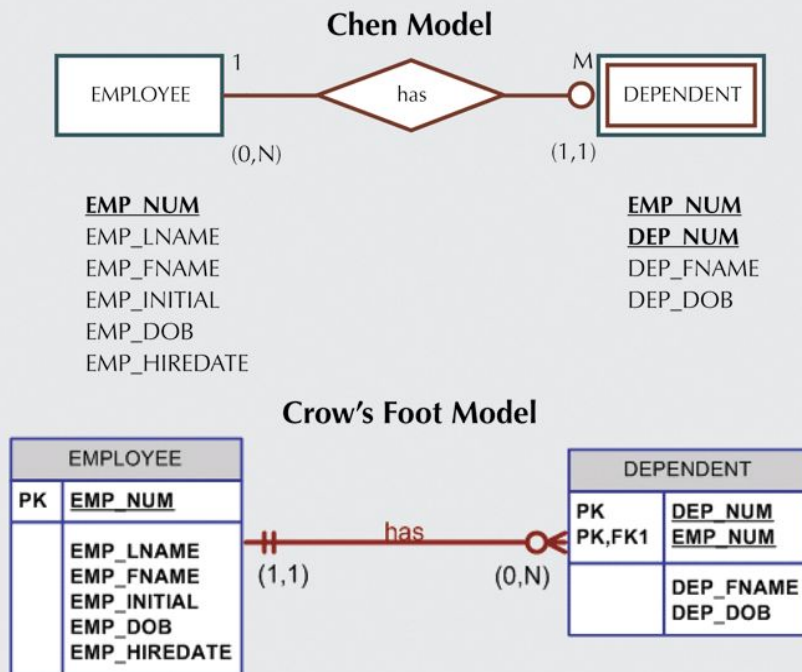 Chen Model
1
M
EMPLOYEE
has
DEPENDENT
(0,N)
(1,1)
EMP_NUM
EMP_LNAME
EMP_FNAME
EMP_INITIAL
EMP_DOB
EMP_HIREDATE
EMP_NUM
DEP_NUM
DEP_FNAME
DEP_DOB
Crow's Foot Model
EMPLOYEE
PK EMP_NUM
EMP_LNAME
EMP_FNAME
EMP_INITIAL
EMP_DOB
EMP_HIREDATE
has
(1,1)
(0,N)
DEPENDENT
PK DEP_NUM
PK,FK1 EMP_NUM
DEP_FNAME
DEP_DOB